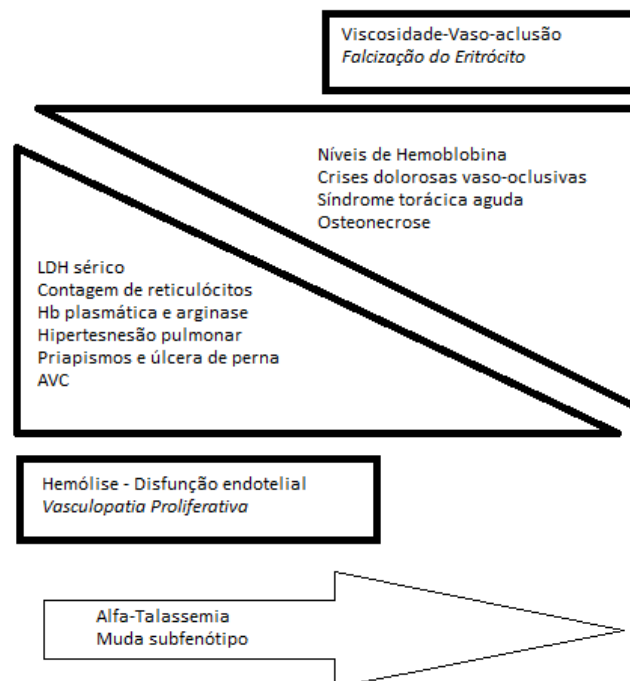 Viscosidade-Vaso-aclusão
Falcização do Eritrócito
Níveis de Hemoblobina
Crises dolorosas vaso-oclusivas
Síndrome torácica aguda
Osteonecrose
LDH sérico
Contagem de reticulócitos
Hb plasmática e arginase
Hipertesnesão pulmonar
Priapismos e úlcera de perna
AVC
Hemólise - Disfunção endotelial
Vasculopatia Proliferativa
Alfa-Talassemia
Muda subfenótipo